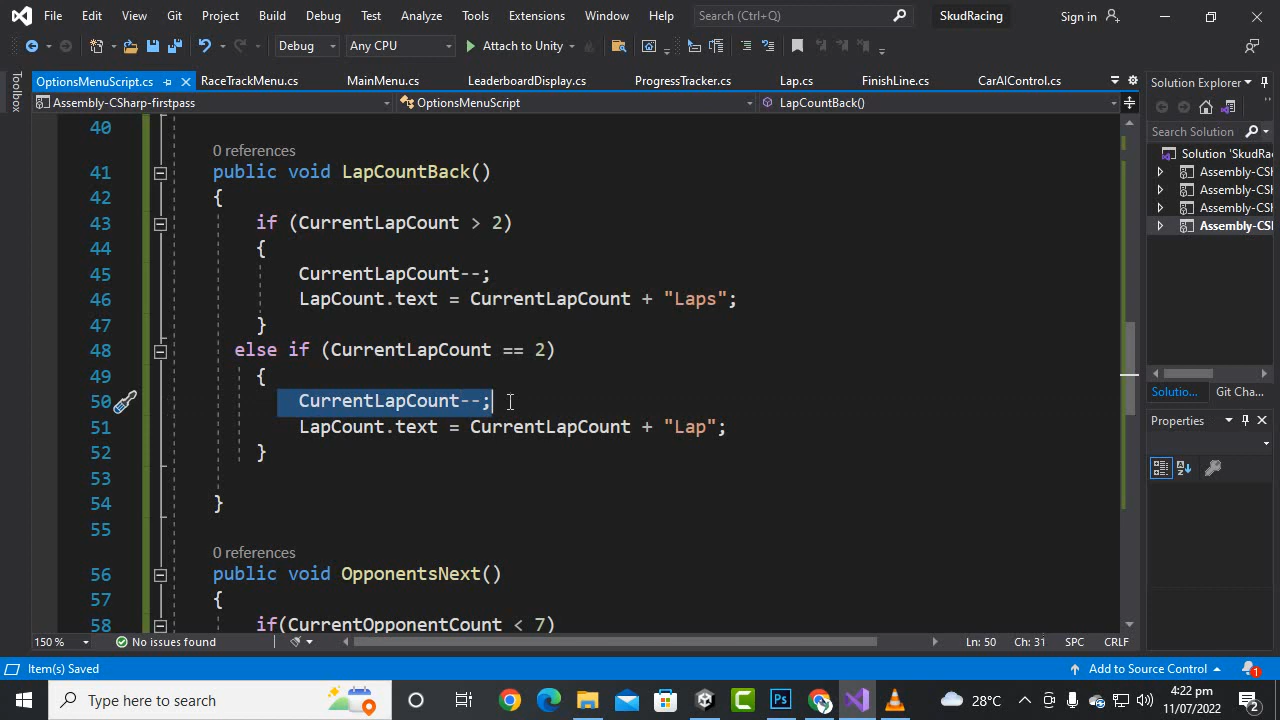 File Edit View Git Project Build Debug Test Analyze Tools Extensions Window Help Search (Ctrl+Q) SkudRacing Sign in
Debug Any CPU Attach to Unity
Toolbox
OptionsMenuScript.cs RaceTrackMenu.cs MainMenu.cs LeaderboardDisplay.cs ProgressTracker.cs Lap.cs FinishLine.cs CarAIControl.cs
Assembly-CSharp-firstpass OptionsMenuScript LapCountBack()
40
0 references
41 public void LapCountBack()
42 {
43 if (CurrentLapCount > 2)
44 {
45 CurrentLapCount--;
46 LapCount.text = CurrentLapCount + "Laps";
47 }
48 else if (CurrentLapCount == 2)
49 {
50 CurrentLapCount--;
51 LapCount.text = CurrentLapCount + "Lap";
52 }
53
54 }
55
0 references
56 public void OpponentsNext()
57 {
58 if(CurrentOpponentCount < 7)
150 % No issues found Ln: 50 Ch: 31 SPC CRLF
Solution Explorer
Search Solution
Solution 'SkudRaci
Assembly-CSh
Assembly-CSh
Assembly-CSh
Assembly-CSh
Solutio... Git Cha...
Properties
Item(s) Saved Add to Source Control 1
Type here to search 28°C 4:22 pm
11/07/2022 2